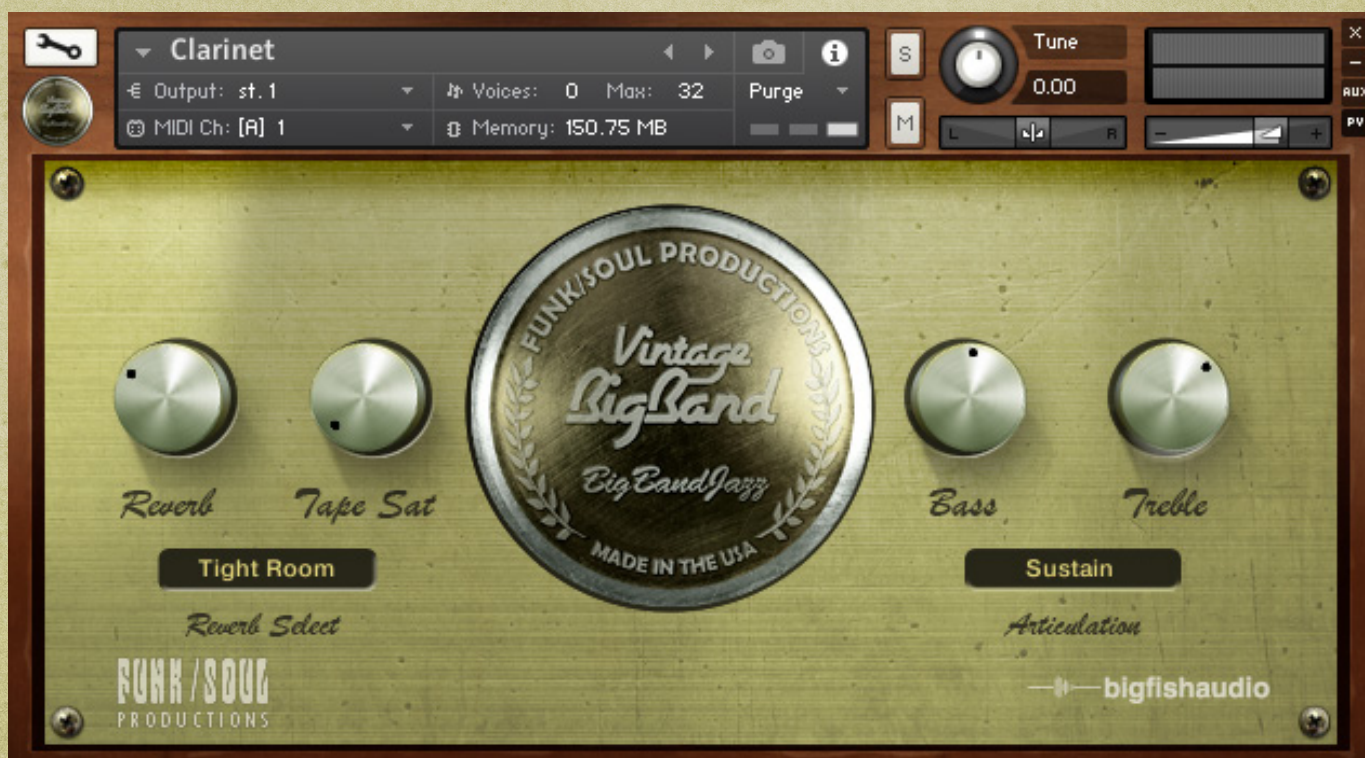 Clarinet
Output: st. 1
Voices: 0 Max: 32
Purge
MIDI Ch: [A] 1
Memory: 150.75 MB
S
M
Tune
0.00
L
R
-
+
×
-
AUX
PV
FUNK/SOUL PRODUCTIONS
Vintage
BigBand
BigBandJazz
MADE IN THE USA
Reverb
Tape Sat
Bass
Treble
Tight Room
Sustain
Reverb Select
Articulation
FUNK/SOUL
PRODUCTIONS
bigfishaudio